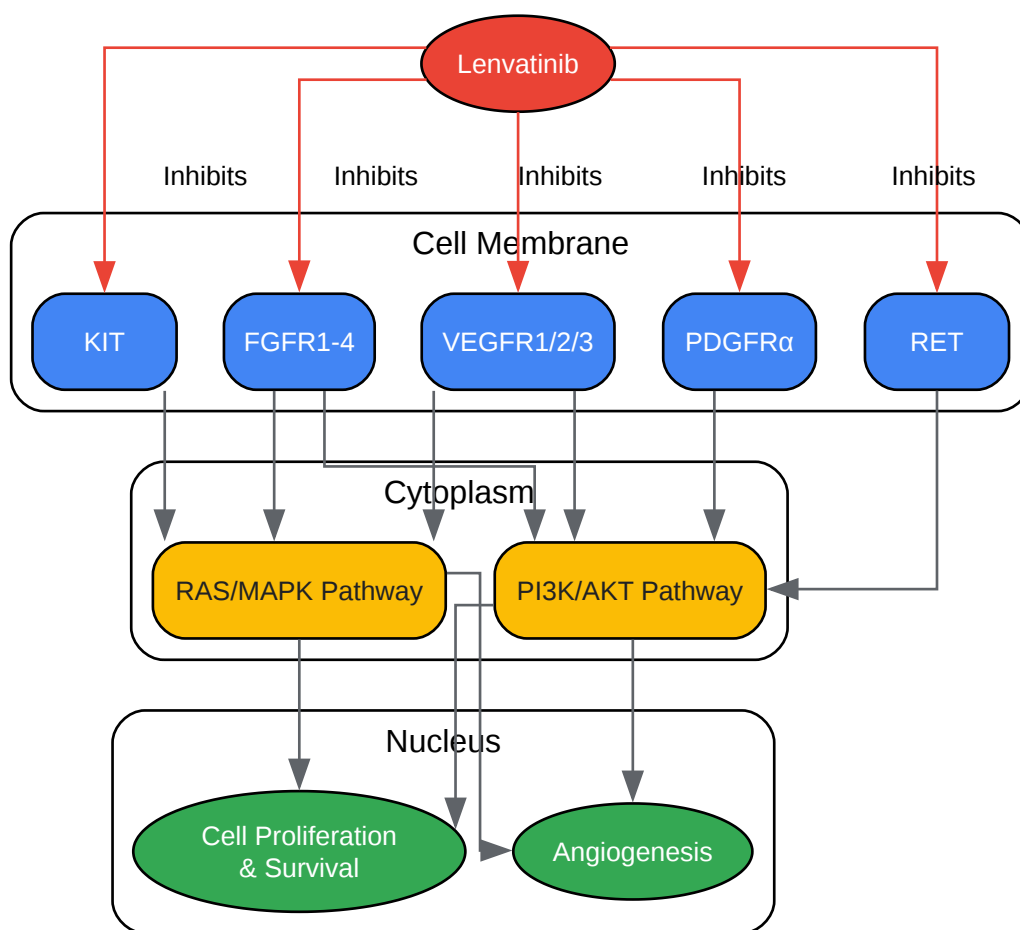 Lenvatinib
Inhibits
Inhibits
Inhibits
Inhibits
Inhibits
Cell Membrane
KIT
FGFR1-4
VEGFR1/2/3
PDGFRα
RET
Cytoplasm
RAS/MAPK Pathway
PI3K/AKT Pathway
Nucleus
Cell Proliferation
& Survival
Angiogenesis